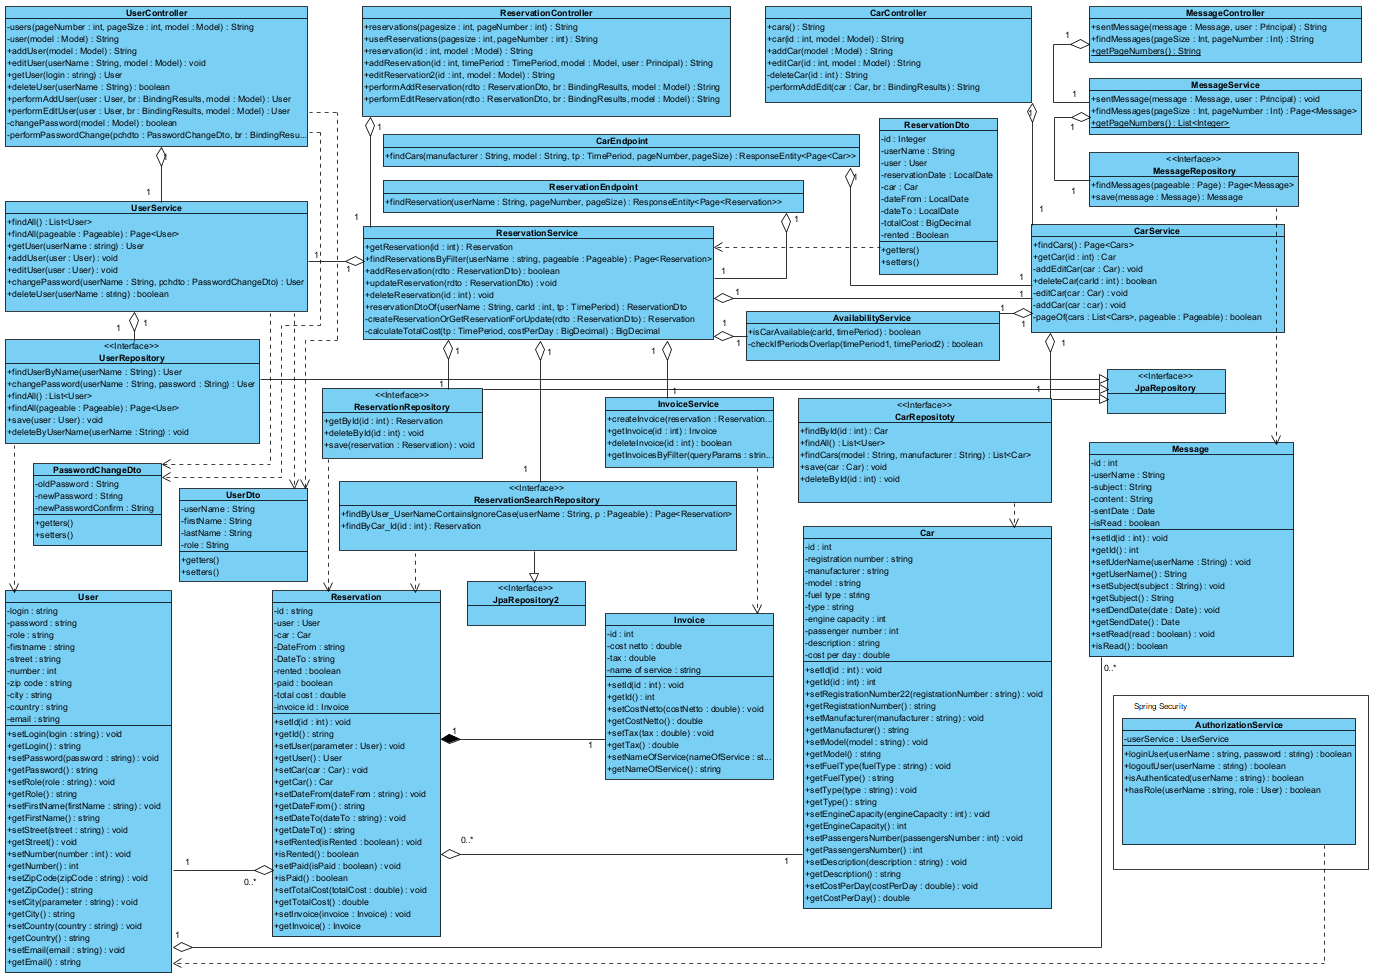 UserController
-users(pageNumber : int, pageSize : int, model : Model) : String
-user(model : Model) : String
+addUser(model : Model) : String
+editUser(userName : String, model : Model) : void
+getUser(login : string) : User
+deleteUser(userName : String) : boolean
+performAddUser(user : User, br : BindingResults, model : Model) : User
+performEditUser(user : User, br : BindingResults, model : Model) : User
-changePassword(model : Model) : boolean
-performPasswordChange(pchdto : PasswordChangeDto, br : BindingResu...
ReservationController
+reservations(pagesize : int, pageNumber : int) : String
+userReservations(pagesize : int, pageNumber : int) : String
+reservation(id : int, model : Model) : String
+addReservation(id : int, timePeriod : TimePeriod, model : Model, user : Principal) : String
+editReservation2(id : int, model : Model) : String
+performAddReservation(rdto : ReservationDto, br : BindingResults, model : Model) : String
+performEditReservation(rdto : ReservationDto, br : BindingResults, model : Model) : String
CarController
+cars() : String
+car(id : int, model : Model) : String
+addCar(model : Model) : String
+editCar(id : int, model : Model) : String
-deleteCar(id : int) : String
-performAddEdit(car : Car, br : BindingResults) : String
MessageController
+sentMessage(message : Message, user : Principal) : String
+findMessages(pageSize : Int, pageNumber : Int) : String
+getPageNumbers() : String
1
1
MessageService
+sentMessage(message : Message, user : Principal) : void
+findMessages(pageSize : Int, pageNumber : Int) : Page<Message>
+getPageNumbers() : List<Integer>
1
1
<<Interface>>
MessageRepository
+findMessages(pageable : Page) : Page<Message>
+save(message : Message) : Message
CarEndpoint
+findCars(manufacturer : String, model : String, tp : TimePeriod, pageNumber, pageSize) : ResponseEntity<Page<Car>>
ReservationEndpoint
+findReservation(userName : String, pageNumber, pageSize) : ResponseEntity<Page<Reservation>>
ReservationDto
-id : Integer
-userName : String
-user : User
-reservationDate : LocalDate
-car : Car
-dateFrom : LocalDate
-dateTo : LocalDate
-totalCost : BigDecimal
-rented : Boolean
+getters()
+setters()
1
1
1
1
1
1
1
1
1
1
UserService
+findAll() : List<User>
+findAll(pageable : Pageable) : Page<User>
+getUser(userName : string) : User
+addUser(user : User) : void
+editUser(user : User) : void
+changePassword(userName : String, pchdto : PasswordChangeDto) : User
+deleteUser(userName : string) : boolean
1
1
ReservationService
+getReservation(id : int) : Reservation
+findReservationsByFilter(userName : string, pageable : Pageable) : Page<Reservation>
+addReservation(rdto : ReservationDto) : boolean
+updateReservation(rdto : ReservationDto) : void
+deleteReservation(id : int) : void
+reservationDtoOf(userName : String, carId : int, tp : TimePeriod) : ReservationDto
-createReservationOrGetReservationForUpdate(rdto : ReservationDto) : Reservation
-calculateTotalCost(tp : TimePeriod, costPerDay : BigDecimal) : BigDecimal
CarService
+findCars() : Page<Cars>
+getCar(id : int) : Car
-addEditCar(car : Car) : void
+deleteCar(carId : int) : boolean
-editCar(car : Car) : void
-addCar(car : car) : void
-pageOf(cars : List<Cars>, pageable : Pageable) : boolean
1
1
1
1
1
1
AvailabilityService
+isCarAvailable(carId, timePeriod) : boolean
-checkIfPeriodsOverlap(timePeriod1, timePeriod2) : boolean
1
1
<<Interface>>
UserRepository
+findUserByName(userName : String) : User
+changePassword(userName : String, password : String) : User
+findAll() : List<User>
+findAll(pageable : Pageable) : Page<User>
+save(user : User) : void
+deleteByUserName(userName : String) : void
1
1
1
1
1
1
1
1
<<Interface>>
JpaRepository
<<Interface>>
ReservationRepository
+getById(id : int) : Reservation
+deleteById(id : int) : void
+save(reservation : Reservation) : void
InvoiceService
+createInvoice(reservation : Reservation...
+getInvoice(id : int) : Invoice
+deleteInvoice(id : int) : boolean
+getInvoicesByFilter(queryParams : strin...
<<Interface>>
CarRepositoty
+findById(id : int) : Car
+findAll() : List<User>
+findCars(model : String, manufacturer : String) : List<Car>
+save(car : Car) : void
+deleteById(id : int) : void
PasswordChangeDto
-oldPassword : String
-newPassword : String
-newPasswordConfirm : String
+getters()
+setters()
UserDto
-userName : String
-firstName : String
-lastName : String
-role : String
+getters()
+setters()
<<Interface>>
ReservationSearchRepository
+findByUser_UserNameContainsIgnoreCase(userName : String, p : Pageable) : Page<Reservation>
+findByCar_Id(id : int) : Reservation
Message
-id : int
-userName : String
-subject : String
-content : String
-sentDate : Date
-isRead : boolean
+setId(id : int) : void
+getId() : int
+setUderName(userName : String) : void
+getUserName() : String
+setSubject(subject : String) : void
+getSubject() : String
+setDendDate(date : Date) : void
+getSendDate() : Date
+setRead(read : boolean) : void
+isRead() : boolean
0..*
User
-login : string
-password : string
-role : string
-firstname : string
-street : string
-number : int
-zip code : string
-city : string
-country : string
-email : string
+setLogin(login : string) : void
+getLogin() : string
+setPassword(password : string) : void
+getPassword() : string
+setRole(role : string) : void
+getRole() : string
+setFirstName(firstName : string) : void
+getFirstName() : string
+setStreet(street : string) : void
+getStreet() : void
+setNumber(number : int) : void
+getNumber() : int
+setZipCode(zipCode : string) : void
+getZipCode() : string
+setCity(parameter : string) : void
+getCity() : string
+setCountry(country : string) : void
+getCountry() : string
+setEmail(email : string) : void
+getEmail() : string
1
0..*
1
Reservation
-id : string
-user : User
-car : Car
-DateFrom : string
-DateTo : string
-rented : boolean
-paid : boolean
-total cost : double
-invoice id : Invoice
+setId(id : int) : void
+getId() : string
+setUser(parameter : User) : void
+getUser() : User
+setCar(car : Car) : void
+getCar() : Car
+setDateFrom(dateFrom : string) : void
+getDateFrom() : string
+setDateTo(dateTo : string) : void
+getDateTo() : string
+setRented(isRented : boolean) : void
+isRented() : boolean
+setPaid(isPaid : boolean) : void
+isPaid() : boolean
+setTotalCost(totalCost : double) : void
+getTotalCost() : double
+setInvoice(invoice : Invoice) : void
+getInvoice() : Invoice
<<Interface>>
JpaRepository2
1
1
0..*
1
Invoice
-id : int
-cost netto : double
-tax : double
-name of service : string
+setId(id : int) : void
+getId() : int
+setCostNetto(costNetto : double) : void
+getCostNetto() : double
+setTax(tax : double) : void
+getTax() : double
+setNameOfService(nameOfService : st...
+getNameOfService() : string
Car
-id : int
-registration number : string
-manufacturer : string
-model : string
-fuel type : string
-type : string
-engine capacity : int
-passenger number : int
-description : string
-cost per day : double
+setId(id : int) : void
+getId(id : int) : int
+setRegistrationNumber22(registrationNumber : string) : void
+getRegistrationNumber() : string
+setManufacturer(manufacturer : string) : void
+getManufacturer() : string
+setModel(model : string) : void
+getModel() : string
+setFuelType(fuelType : string) : void
+getFuelType() : string
+setType(type : string) : void
+getType() : string
+setEngineCapacity(engineCapacity : int) : void
+getEngineCapacity() : int
+setPassengersNumber(passengersNumber : int) : void
+getPassengersNumber() : int
+setDescription(description : string) : void
+getDescription() : string
+setCostPerDay(costPerDay : double) : void
+getCostPerDay() : double
Spring Security
AuthorizationService
-userService : UserService
+loginUser(userName : string, password : string) : boolean
+logoutUser(userName : string) : boolean
+isAuthenticated(userName : string) : boolean
+hasRole(userName : string, role : User) : boolean